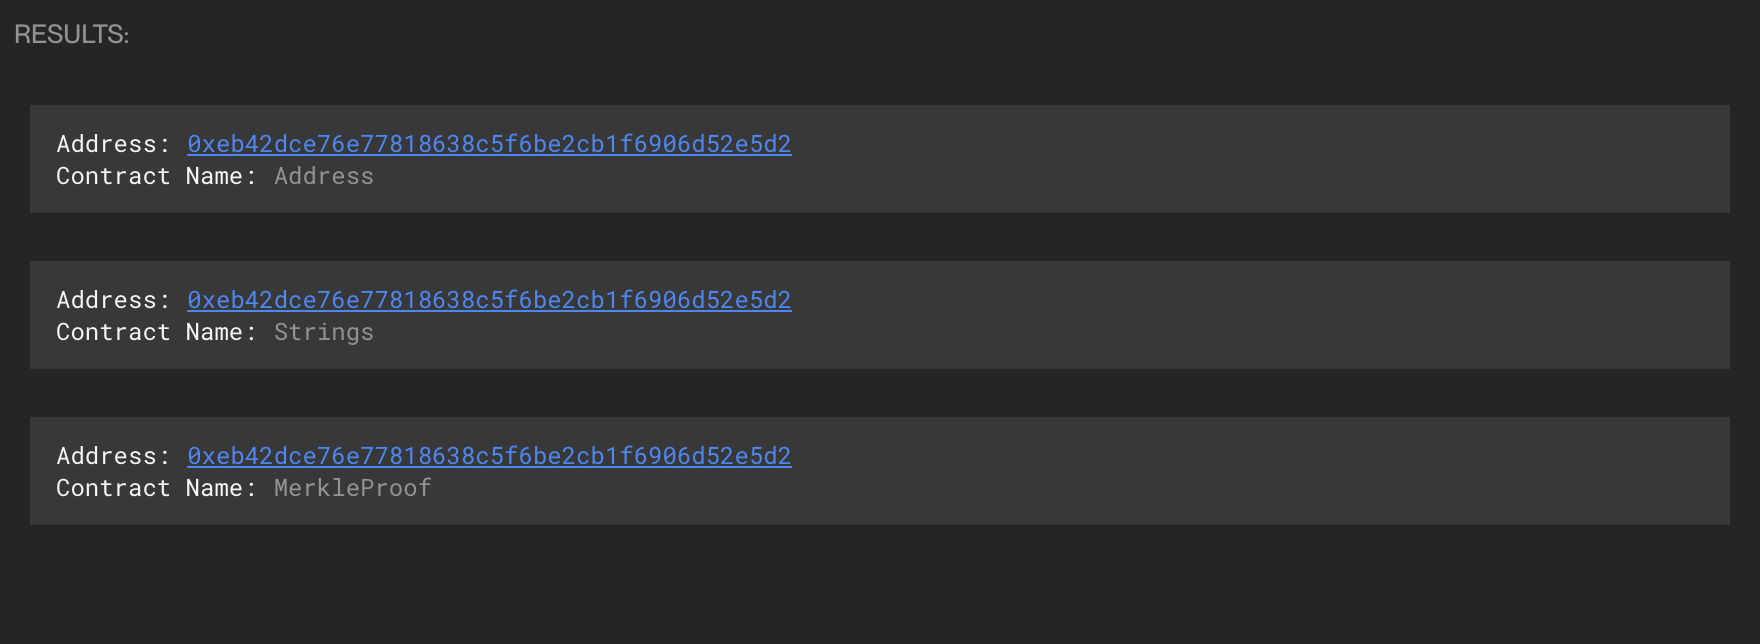 RESULTS:
Address: 0xeb42dce76e77818638c5f6be2cb1f6906d52e5d2
Contract Name: Address
Address: 0xeb42dce76e77818638c5f6be2cb1f6906d52e5d2
Contract Name: Strings
Address: 0xeb42dce76e77818638c5f6be2cb1f6906d52e5d2
Contract Name: MerkleProof